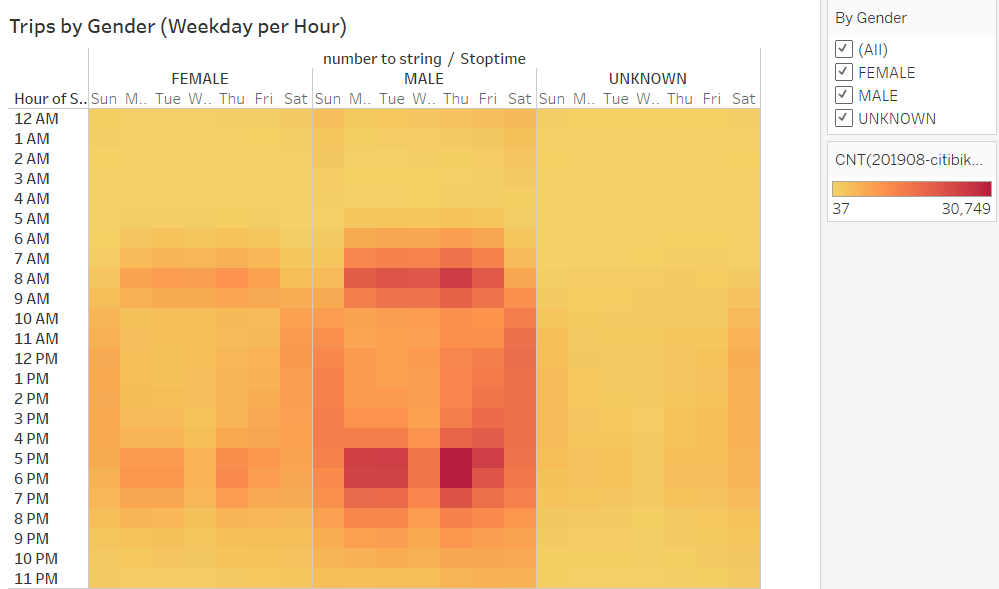 Trips by Gender (Weekday per Hour)
number to string / Stoptime
FEMALE MALE UNKNOWN
Hour of S.. Sun M.. Tue W.. Thu Fri Sat Sun M.. Tue W.. Thu Fri Sat Sun M.. Tue W.. Thu Fri Sat
12 AM
1 AM
2 AM
3 AM
4 AM
5 AM
6 AM
7 AM
8 AM
9 AM
10 AM
11 AM
12 PM
1 PM
2 PM
3 PM
4 PM
5 PM
6 PM
7 PM
8 PM
9 PM
10 PM
11 PM
By Gender
(All)
FEMALE
MALE
UNKNOWN
CNT(201908-citibik...
37 30,749